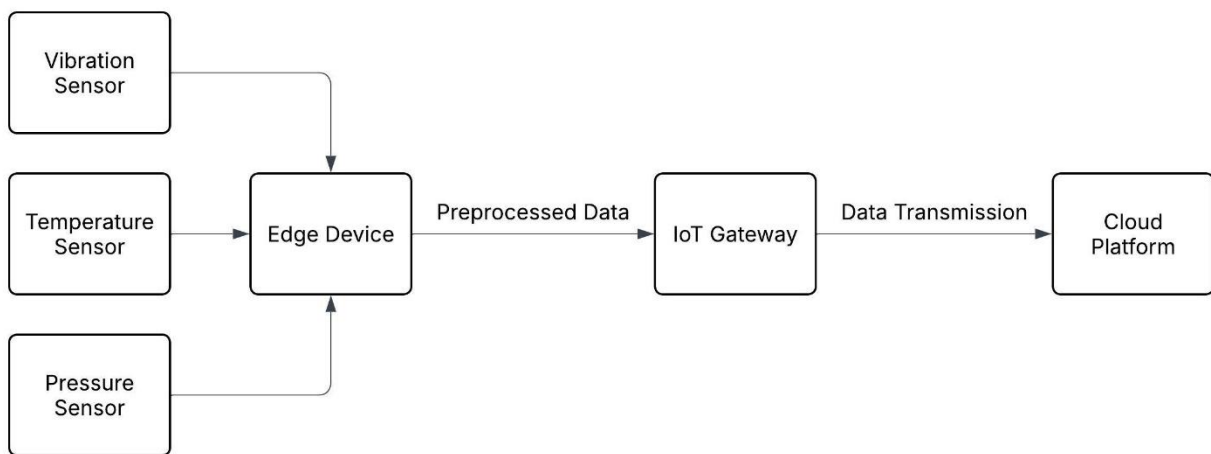 Vibration
Sensor
Temperature
Sensor
Edge Device
Preprocessed Data
IoT Gateway
Data Transmission
Cloud
Platform
Pressure
Sensor